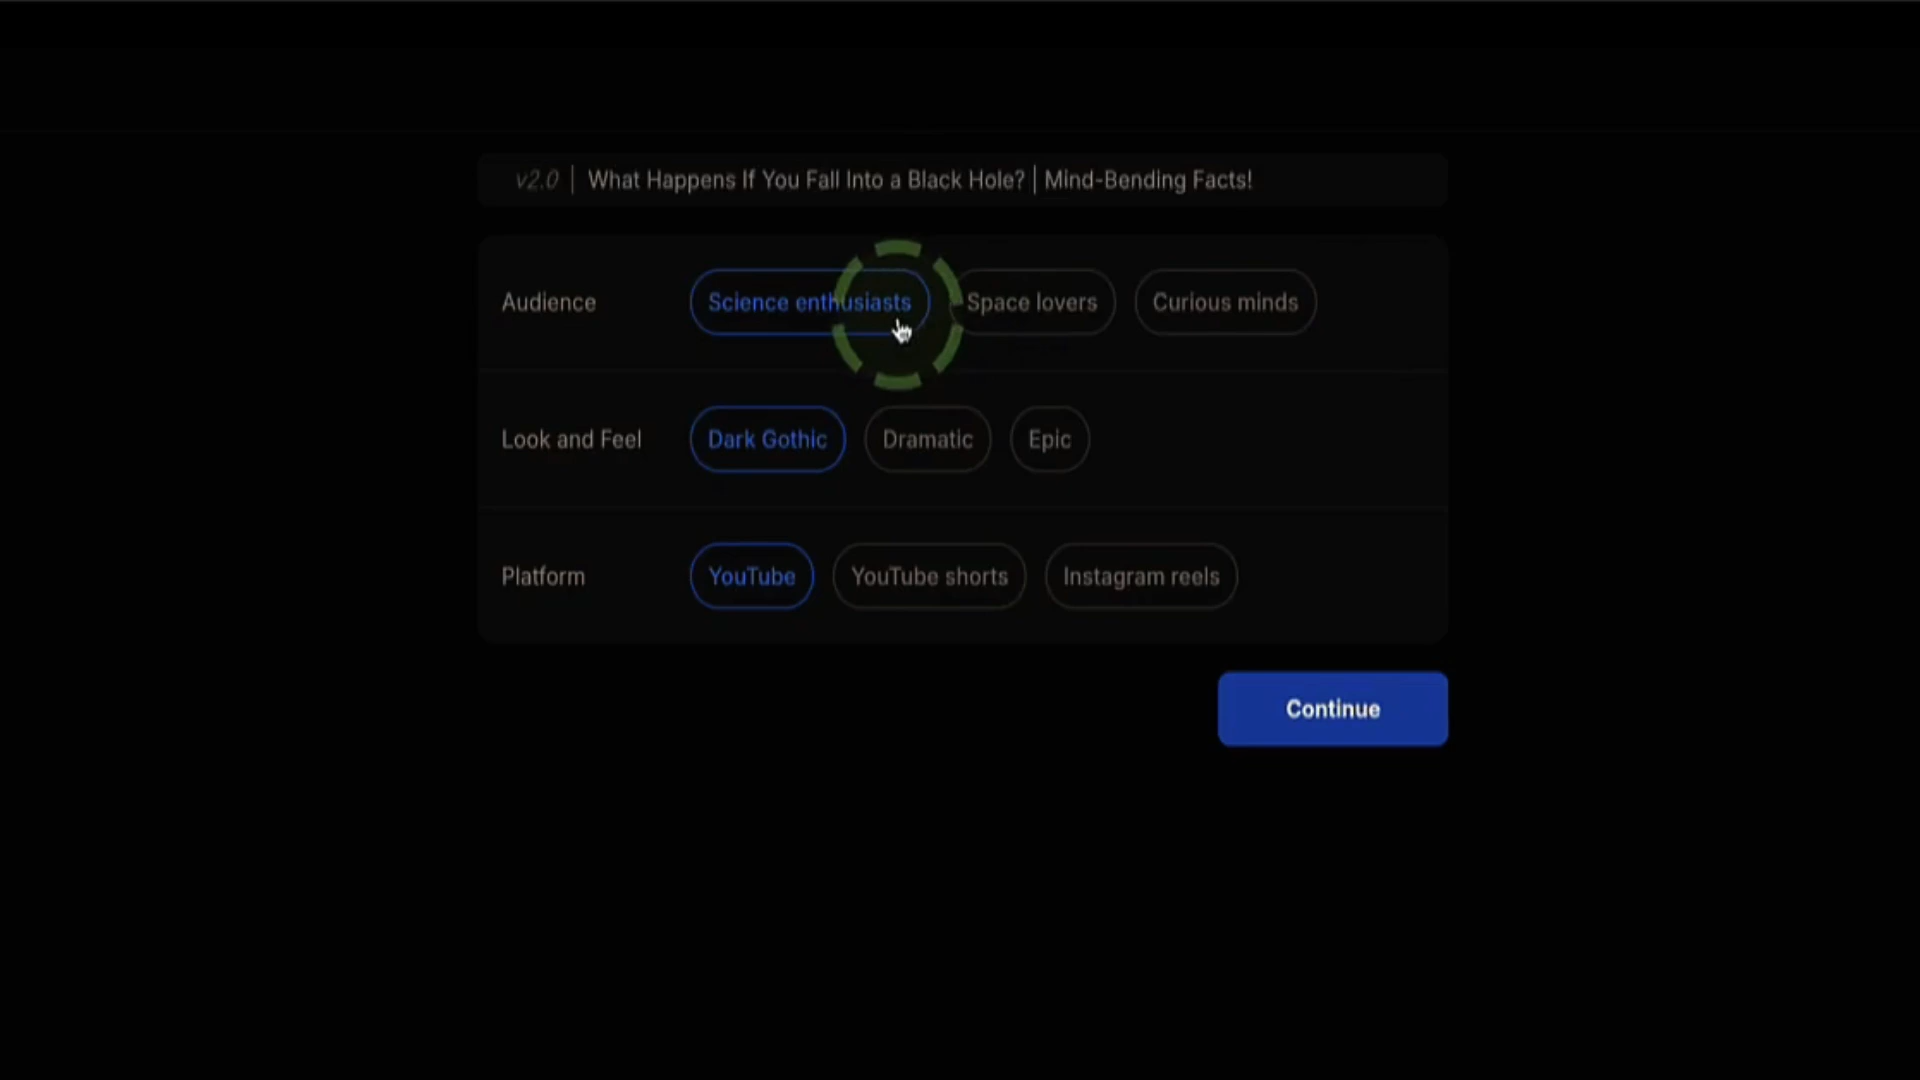 v2.0 | What Happens If You Fall Into a Black Hole? | Mind-Bending Facts!
Audience Science enthusiasts Space lovers Curious minds
Look and Feel Dark Gothic Dramatic Epic
Platform YouTube YouTube shorts Instagram reels
Continue